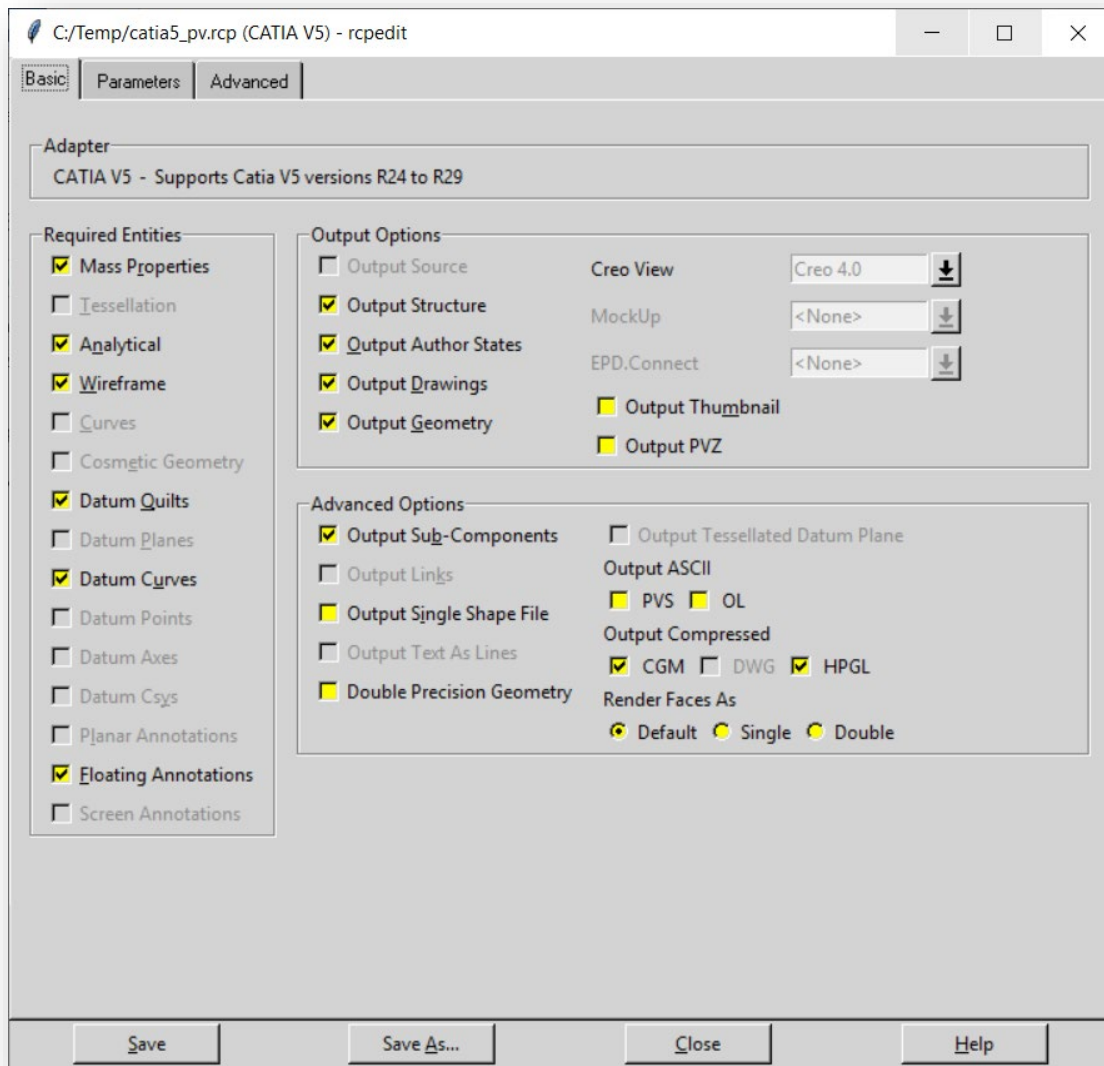 C:/Temp/catia5_pv.rcp (CATIA V5) - rcpedit
Basic Parameters Advanced
Adapter
CATIA V5 - Supports Catia V5 versions R24 to R29
Required Entities
Mass Properties
Tessellation
Analytical
Wireframe
Curves
Cosmetic Geometry
Datum Quilts
Datum Planes
Datum Curves
Datum Points
Datum Axes
Datum Csys
Planar Annotations
Floating Annotations
Screen Annotations
Output Options
Output Source
Output Structure
Output Author States
Output Drawings
Output Geometry
Creo View Creo 4.0
MockUp <None>
EPD.Connect <None>
Output Thumbnail
Output PVZ
Advanced Options
Output Sub-Components
Output Links
Output Single Shape File
Output Text As Lines
Double Precision Geometry
Output Tessellated Datum Plane
Output ASCII
PVS OL
Output Compressed
CGM DWG HPGL
Render Faces As
Default Single Double
Save Save As... Close Help